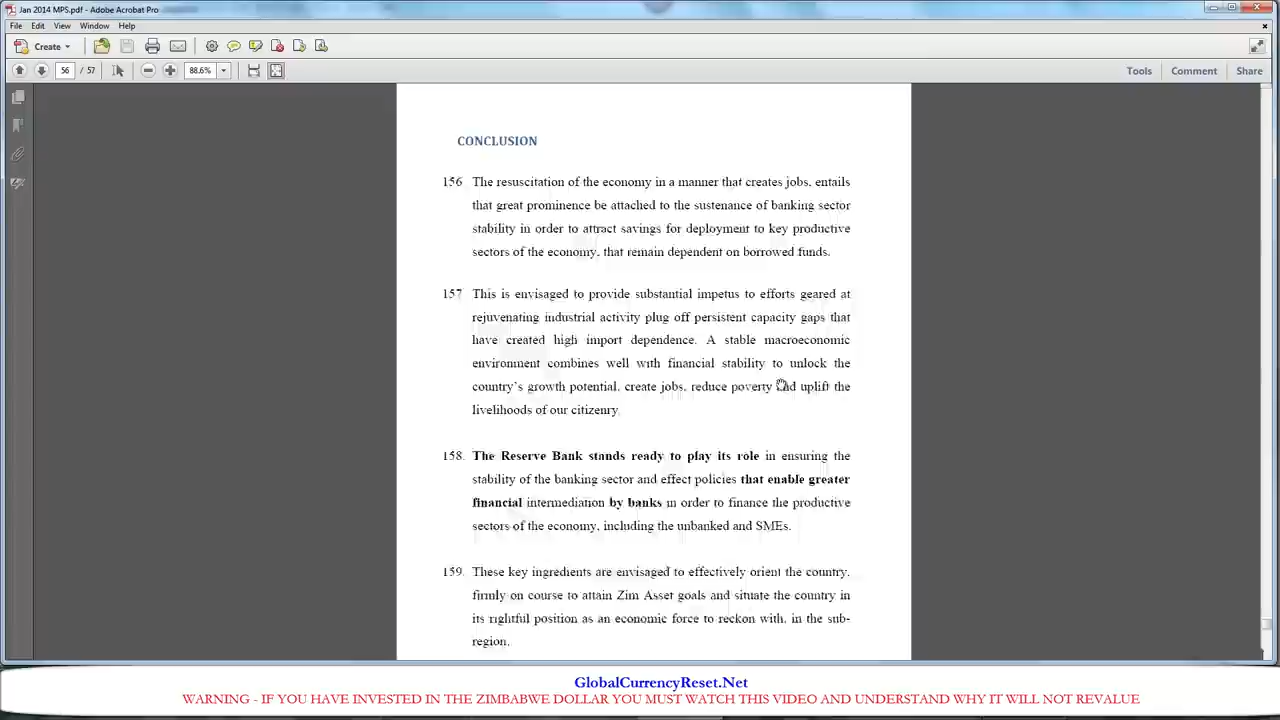 Jan 2014 MPS.pdf - Adobe Acrobat Pro
File Edit View Window Help
Create
56 / 57 88.6% Tools Comment Share
CONCLUSION
156 The resuscitation of the economy in a manner that creates jobs, entails
that great prominence be attached to the sustenance of banking sector
stability in order to attract savings for deployment to key productive
sectors of the economy, that remain dependent on borrowed funds.
157 This is envisaged to provide substantial impetus to efforts geared at
rejuvenating industrial activity plug off persistent capacity gaps that
have created high import dependence. A stable macroeconomic
environment combines well with financial stability to unlock the
country's growth potential, create jobs, reduce poverty and uplift the
livelihoods of our citizenry.
158. The Reserve Bank stands ready to play its role in ensuring the
stability of the banking sector and effect policies that enable greater
financial intermediation by banks in order to finance the productive
sectors of the economy, including the unbanked and SMEs.
159. These key ingredients are envisaged to effectively orient the country,
firmly on course to attain Zim Asset goals and situate the country in
its rightful position as an economic force to reckon with, in the sub-
region.
GlobalCurrencyReset.Net
WARNING - IF YOU HAVE INVESTED IN THE ZIMBABWE DOLLAR YOU MUST WATCH THIS VIDEO AND UNDERSTAND WHY IT WILL NOT REVALUE